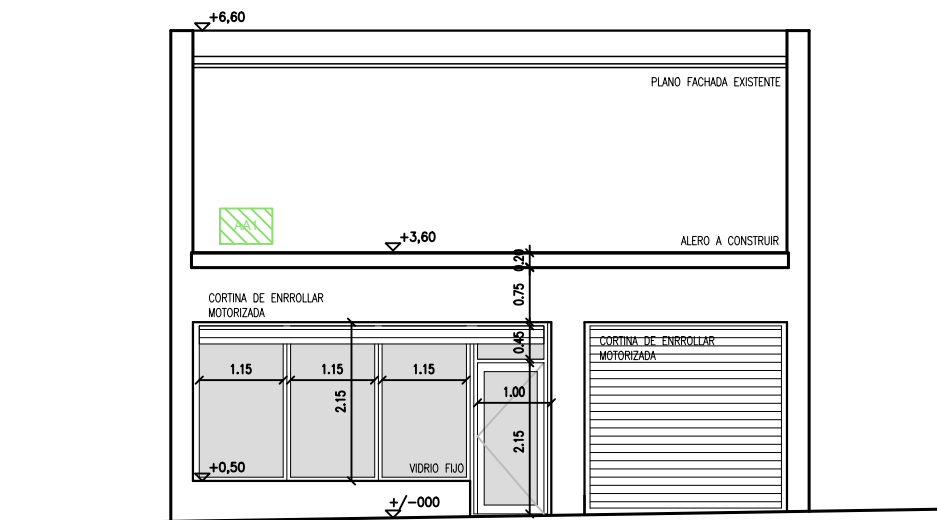 +6,60
PLANO FACHADA EXISTENTE
AA1
+3,60
ALERO A CONSTRUIR
0.20
0.75
CORTINA DE ENRROLLAR
MOTORIZADA
0.45
CORTINA DE ENRROLLAR
MOTORIZADA
1.15
1.15
1.15
2.15
1.00
2.15
+0,50
VIDRIO FIJO
+/-000